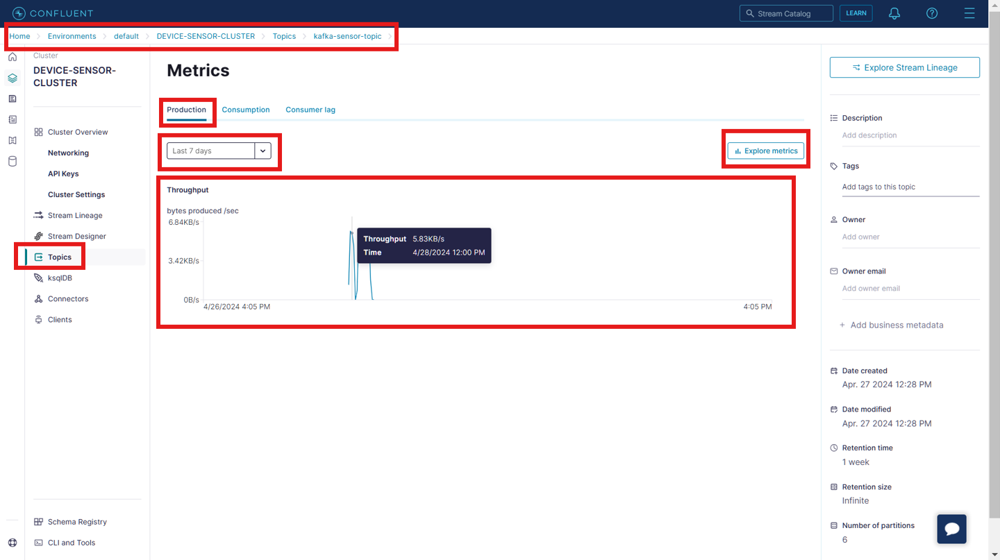 CONFLUENT
Stream Catalog
LEARN
Home
Environments
default
DEVICE-SENSOR-CLUSTER
Topics
kafka-sensor-topic
Cluster
DEVICE-SENSOR-
CLUSTER
Cluster Overview
Networking
API Keys
Cluster Settings
Stream Lineage
Stream Designer
Topics
ksqlDB
Connectors
Clients
Schema Registry
CLI and Tools
Metrics
Production
Consumption
Consumer lag
Last 7 days
Explore metrics
Throughput
bytes produced /sec
6.84KB/s
3.42KB/s
0B/s
Throughput 5.83KB/s
Time 4/28/2024 12:00 PM
4/26/2024 4:05 PM
4:05 PM
Explore Stream Lineage
Description
Add description
Tags
Add tags to this topic
Owner
Add owner
Owner email
Add owner email
+ Add business metadata
Date created
Apr. 27 2024 12:28 PM
Date modified
Apr. 27 2024 12:28 PM
Retention time
1 week
Retention size
Infinite
Number of partitions
6